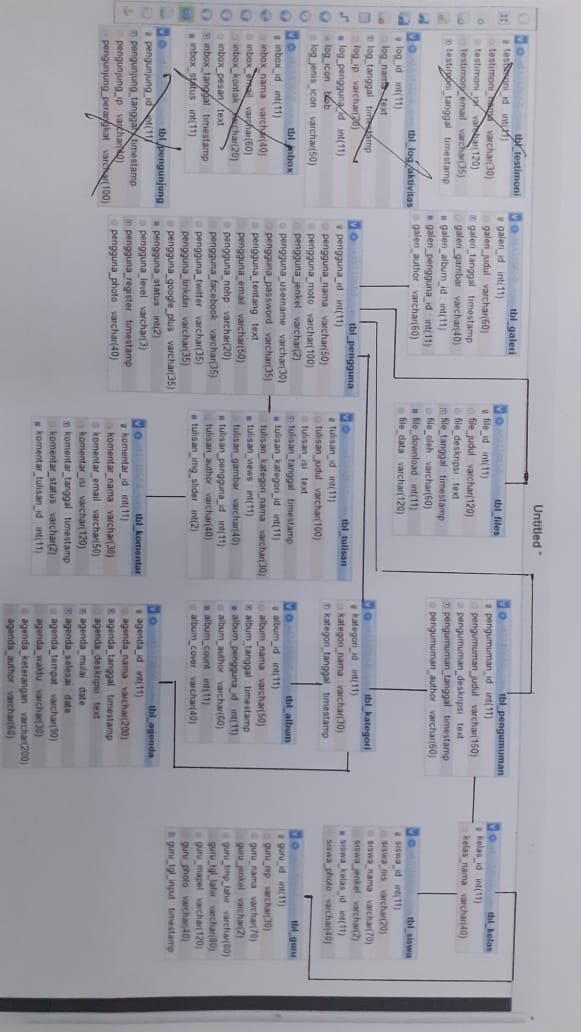 Untitled *
tbl_testimoni
testimoni_id int(11)
varchar(30)
varchar(120)
testimoni_email varchar(35)
testimoni_tanggal timestamp
tbl_galeri
galeri_id int(11)
galeri_judul varchar(60)
galeri_tanggal timestamp
galeri_gambar varchar(40)
galeri_album_id int(11)
galeri_pengguna_id int(11)
galeri_author varchar(60)
tbl_files
file_id int(11)
file_judul varchar(120)
file_deskripsi text
file_tanggal timestamp
file_oleh varchar(60)
file_download int(11)
file_data varchar(120)
tbl_pengumuman
pengumuman_id int(11)
pengumuman_judul varchar(150)
pengumuman_deskripsi text
pengumuman_tanggal timestamp
pengumuman_author varchar(60)
tbl_kelas
kelas_id int(11)
kelas_nama varchar(40)
tbl_log_aktivitas
log_id int(11)
log_nama text
log_tanggal timestamp
log_ip varchar(20)
log_pengguna_id int(11)
log_icon blob
log_jenis_icon varchar(50)
tbl_pengguna
pengguna_id int(11)
pengguna_nama varchar(50)
pengguna_moto varchar(100)
pengguna_jenkel varchar(2)
pengguna_username varchar(30)
pengguna_password varchar(35)
pengguna_tentang text
pengguna_email varchar(50)
pengguna_nohp varchar(20)
pengguna_facebook varchar(35)
pengguna_twitter varchar(35)
pengguna_linkdin varchar(35)
pengguna_google_plus varchar(35)
pengguna_status int(2)
pengguna_level varchar(3)
pengguna_register timestamp
pengguna_photo varchar(40)
tbl_tulisan
tulisan_id int(11)
tulisan_judul varchar(100)
tulisan_isi text
tulisan_tanggal timestamp
tulisan_kategori_id int(11)
tulisan_kategori_nama varchar(30)
tulisan_views int(11)
tulisan_gambar varchar(40)
tulisan_pengguna_id int(11)
tulisan_author varchar(40)
tulisan_img_slider int(2)
tbl_kategori
kategori_id int(11)
kategori_nama varchar(30)
kategori_tanggal timestamp
tbl_siswa
siswa_id int(11)
siswa_nis varchar(20)
siswa_nama varchar(70)
siswa_jenkel varchar(2)
siswa_kelas_id int(11)
siswa_photo varchar(40)
tbl_inbox
inbox_id int(11)
inbox_nama varchar(40)
inbox_email varchar(60)
inbox_kontak varchar(20)
inbox_pesan text
inbox_tanggal timestamp
inbox_status int(11)
tbl_album
album_id int(11)
album_nama varchar(50)
album_tanggal timestamp
album_pengguna_id int(11)
album_author varchar(60)
album_count int(11)
album_cover varchar(40)
tbl_guru
guru_id int(11)
guru_nip varchar(30)
guru_nama varchar(70)
guru_jenkel varchar(2)
guru_tmp_lahir varchar(80)
guru_tgl_lahir varchar(80)
guru_mapel varchar(120)
guru_photo varchar(40)
guru_tgl_input timestamp
tbl_pengunjung
pengunjung_id int(11)
pengunjung_tanggal timestamp
pengunjung_ip varchar(40)
pengunjung_perangkat varchar(100)
tbl_komentar
komentar_id int(11)
komentar_nama varchar(30)
komentar_email varchar(50)
komentar_isi varchar(120)
komentar_tanggal timestamp
komentar_status varchar(2)
komentar_tulisan_id int(11)
tbl_agenda
agenda_id int(11)
agenda_nama varchar(200)
agenda_tanggal timestamp
agenda_deskripsi text
agenda_mulai date
agenda_selesai date
agenda_tempat varchar(90)
agenda_waktu varchar(30)
agenda_keterangan varchar(200)
agenda_author varchar(60)